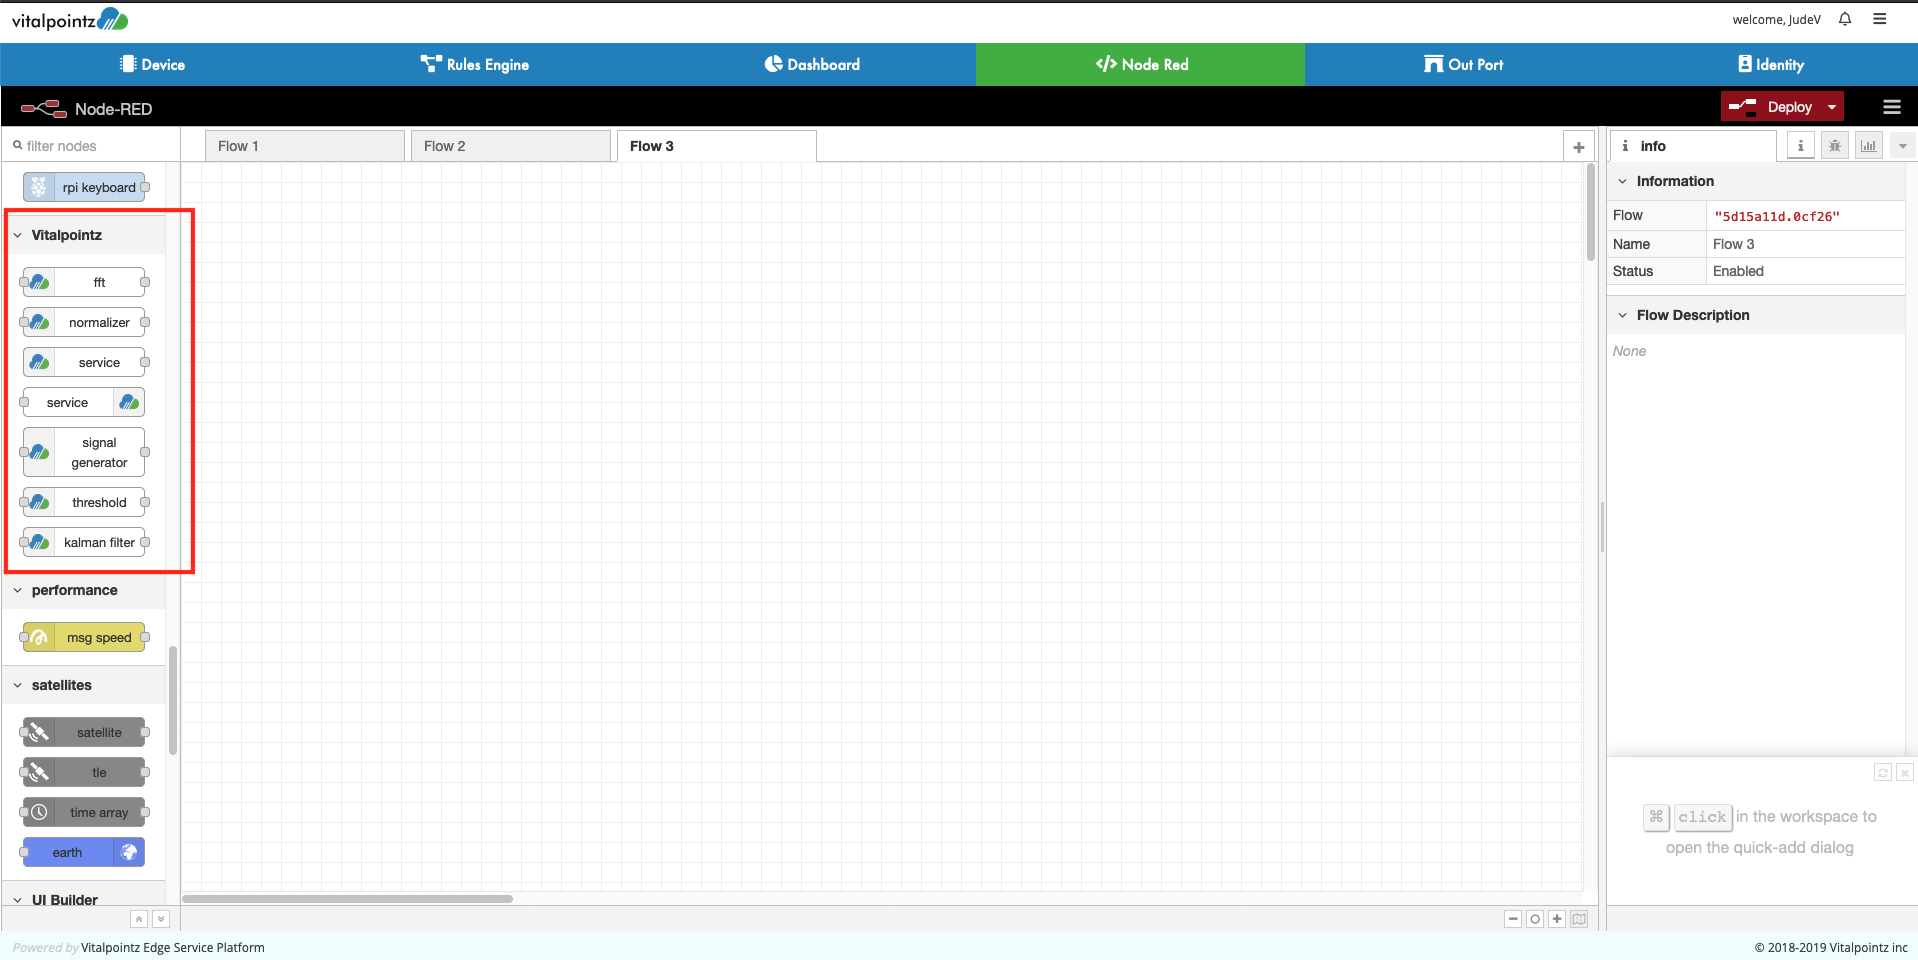 vitalpointz
welcome, JudeV
Device
Rules Engine
Dashboard
</> Node Red
Out Port
Identity
Node-RED
Deploy
filter nodes
Flow 1
Flow 2
Flow 3
+
i info
i
rpi keyboard
Vitalpointz
fft
normalizer
service
service
signal
generator
threshold
kalman filter
performance
msg speed
satellites
satellite
tle
time array
earth
UI Builder
Information
Flow "5d15a11d.0cf26"
Name Flow 3
Status Enabled
Flow Description
None
⌘ click in the workspace to
open the quick-add dialog
Powered by Vitalpointz Edge Service Platform
© 2018-2019 Vitalpointz inc